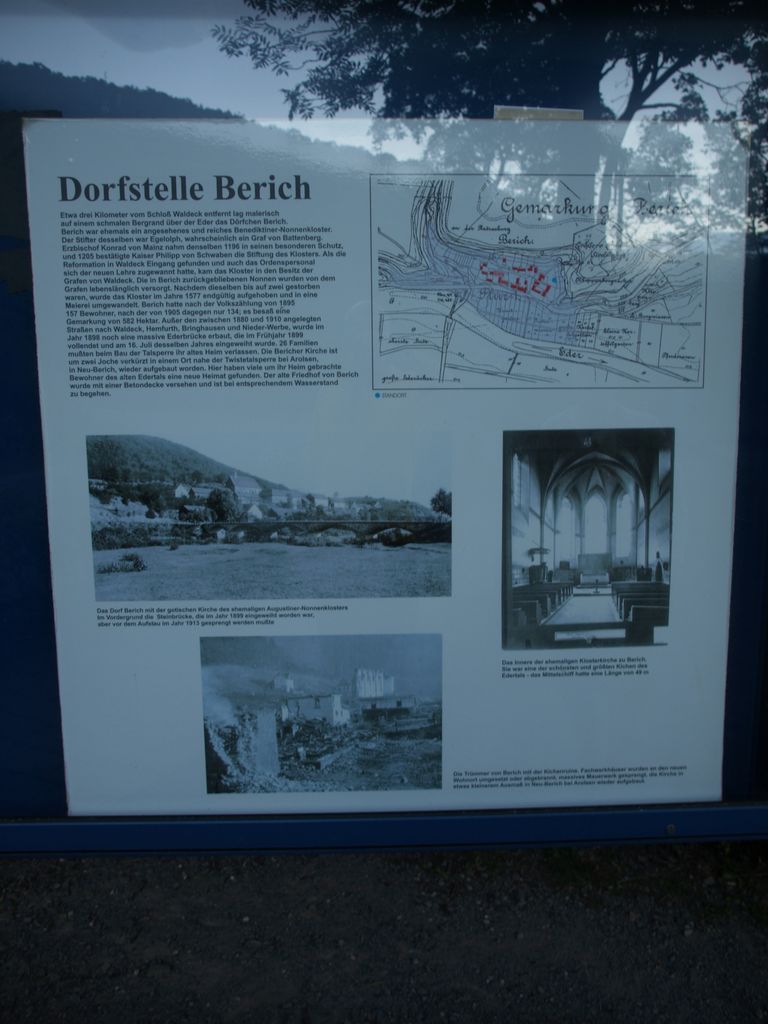 Dorfstelle Berich
Etwa drei Kilometer vom Schloß Waldeck entfernt lag malerisch
auf einem schmalen Bergrand über der Eder das Dörfchen Berich.
Berich war ehemals ein angesehenes und reiches Benediktiner-Nonnenkloster.
Der Stifter desselben war Egelolph, wahrscheinlich ein Graf von Battenberg.
Erzbischof Konrad von Mainz nahm denselben 1196 in seinen besonderen Schutz,
und 1205 bestätigte Kaiser Philipp von Schwaben die Stiftung des Klosters. Als die
Reformation in Waldeck Eingang gefunden und auch das Ordenspersonal
sich der neuen Lehre zugewannt hatte, kam das Kloster in den Besitz der
Grafen von Waldeck. Die in Berich zurückgebliebenen Nonnen wurden von dem
Grafen lebenslänglich versorgt. Nachdem dieselben bis auf zwei gestorben
waren, wurde das Kloster im Jahre 1577 endgültig aufgehoben und in eine
Maierei umgewandelt. Berich hatte nach der Volkszählung von 1895
157 Bewohner, nach der von 1905 dagegen nur 134; es besaß eine
Gemarkung von 582 Hektar. Außer den zwischen 1880 und 1910 angelegten
Straßen nach Waldeck, Hemfurth, Bringhausen und Nieder-Werbe, wurde im
Jahr 1898 noch eine massive Ederbrücke erbaut, die im Frühjahr 1899
vollendet und am 16. Juli desselben Jahres eingeweiht wurde. 26 Familien
mußten beim Bau der Talsperre ihr altes Heim verlassen. Die Bericher Kirche ist
um zwei Joche verkürzt in einem Ort nahe der Twistetalsperre bei Arolsen,
in Neu-Berich, wieder aufgebaut worden. Hier haben viele um ihr Heim gebrachte
Bewohner des alten Edertals eine neue Heimat gefunden. Der alte Friedhof von Berich
wurde mit einer Betondecke versehen und ist bei entsprechendem Wasserstand
zu begehen.
Gemarkung Berich
Berich
Eder
STANDORT
Das Dorf Berich mit der gotischen Kirche des ehemaligen Augustiner-Nonnenklosters
im Vordergrund die Steinbrücke, die im Jahr 1899 eingeweiht worden war,
aber vor dem Aufstau im Jahr 1913 gesprengt werden mußte
Das Innere der ehemaligen Klosterkirche zu Berich.
Sie war eine der schönsten und größten Kichen des
Edertals - das Mittelschiff hatte eine Länge von 49 m
Die Trümmer von Berich mit der Kichenruine. Fachwerkhäuser wurden an den neuen
Wohnort umgesetzt oder abgebrannt, massives Mauerwerk gesprengt, die Kirche in
etwas kleinerem Ausmaß in Neu-Berich bei Arolsen wieder aufgebaut.